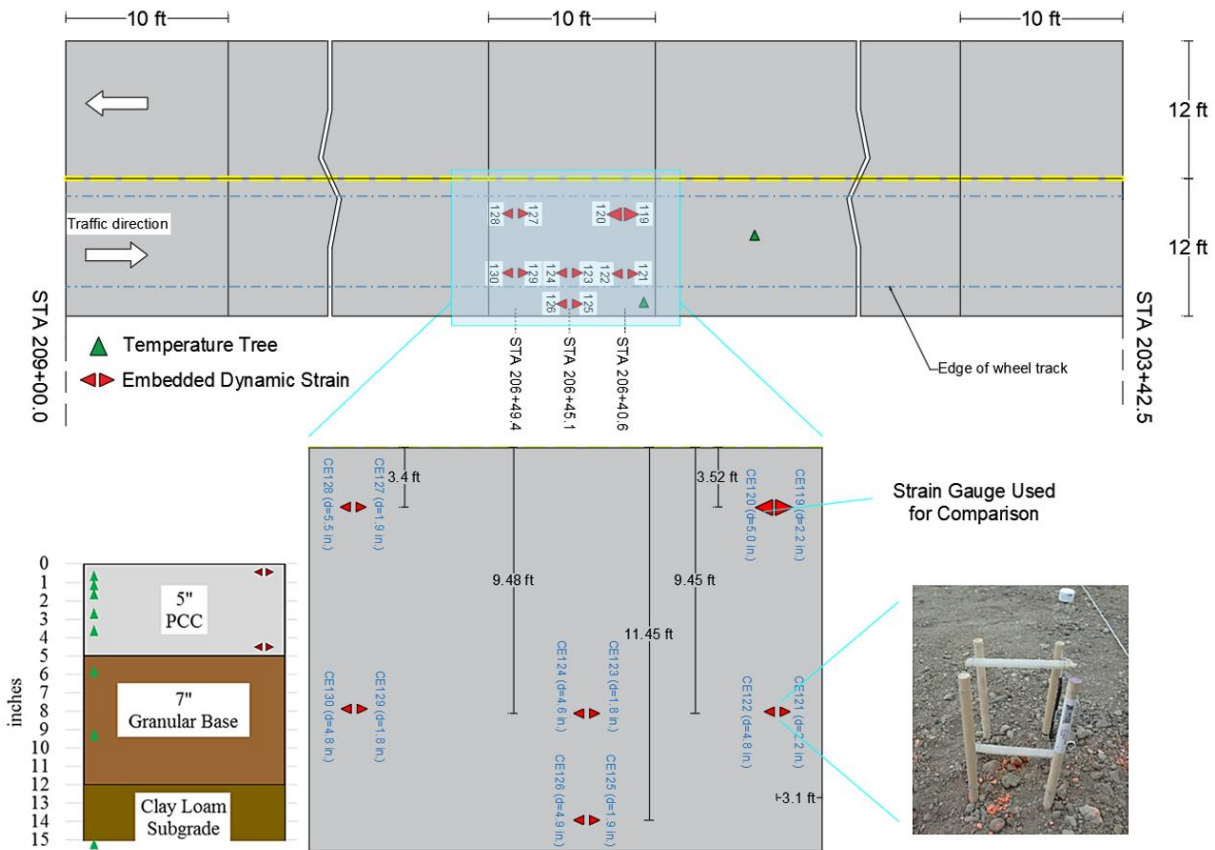 10 ft
10 ft
10 ft
12 ft
12 ft
Traffic direction
128
127
120
119
130
129
124
123
122
121
126
125
STA 209+00.0
STA 206+49.4
STA 206+45.1
STA 206+40.6
STA 203+42.5
Temperature Tree
Embedded Dynamic Strain
Edge of wheel track
CE128 (d=5.5 in.)
CE127 (d=1.9 in.)
3.4 ft
3.52 ft
CE120 (d=5.0 in.)
CE119 (d=2.2 in.)
Strain Gauge Used
for Comparison
9.48 ft
9.45 ft
11.45 ft
CE130 (d=4.8 in.)
CE129 (d=1.8 in.)
CE124 (d=4.6 in.)
CE123 (d=1.8 in.)
CE122 (d=4.8 in.)
CE121 (d=2.2 in.)
CE126 (d=4.9 in.)
CE125 (d=1.9 in.)
3.1 ft
inches
0
1
2
3
4
5
6
7
8
9
10
11
12
13
14
15
5"
PCC
7"
Granular Base
Clay Loam
Subgrade